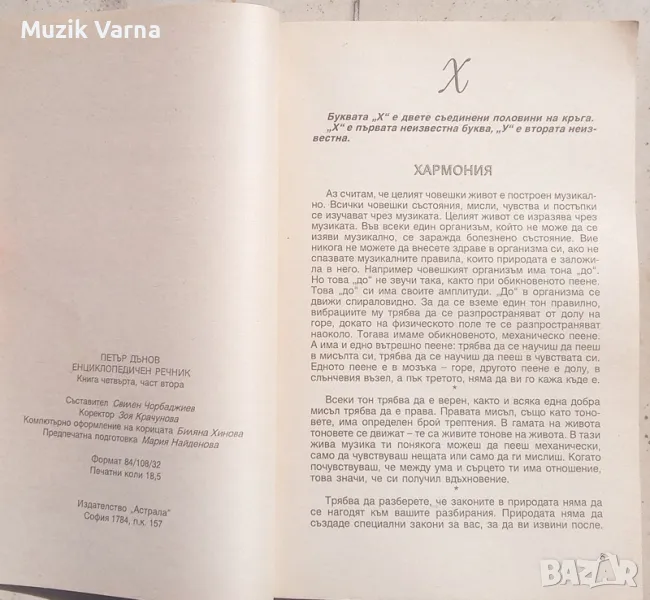 Muzik Varna
ПЕТЪР ДЪНОВ
ЕНЦИКЛОПЕДИЧЕН РЕЧНИК
Книга четвърта, част втора
Съставител Свилен Чорбаджиев
Коректор Зоя Крачунова
Компютърно оформление на корицата Биляна Хинова
Предпечатна подготовка Мария Найденова
Формат 84/108/32
Печатни коли 18,5
Издателство „Астрала"
София 1784, п.к. 157
Х
Буквата „Х" е двете съединени половини на кръга.
„Х" е първата неизвестна буква, „У" е втората неиз-
вестна.
ХАРМОНИЯ
Аз считам, че целият човешки живот е построен музикал-
но. Всички човешки състояния, мисли, чувства и постъпки
се изучават чрез музиката. Целият живот се изразява чрез
музиката. Във всеки един организъм, който не може да се
изяви музикално, се заражда болезнено състояние. Вие
никога не можете да внесете здраве в организма си, ако не
спазвате музикалните правила, които природата е заложи-
ла в него. Например човешкият организъм има тона „до".
Но това „до" не звучи така, както при обикновеното пеене.
Това „до" си има своите амплитуди. „До" в организма се
движи спираловидно. За да се вземе един тон правилно,
вибрациите му трябва да се разпространяват от долу на
горе, докато на физическото поле те се разпространяват
наоколо. Тогава имаме обикновеното, механическо пеене.
А има и едно вътрешно пеене: трябва да се научиш да пееш
в мисълта си, трябва да се научиш да пееш в чувствата си.
Едното пеене е в мозъка – горе, другото пеене е долу, в
слънчевия възел, а пък третото, няма да ви го кажа къде е.
*
Всеки тон трябва да е верен, както и всяка една добра
мисъл трябва да е права. Правата мисъл, също като тоно-
вете, има определен брой трептения. В гамата на живота
тоновете се движат – те са живите тонове на живота. В тази
жива музика ти понякога можеш да пееш механически,
само да чувстваш нещата или само да ги мислиш. Когато
почувстваш, че между ума и сърцето ти има отношение,
това значи, че си получил вдъхновение.
*
Трябва да разберете, че законите в природата няма да
се нагодят към вашите разбирания. Природата няма да
създаде специални закони за вас, за да ви извини после.
BAZAR